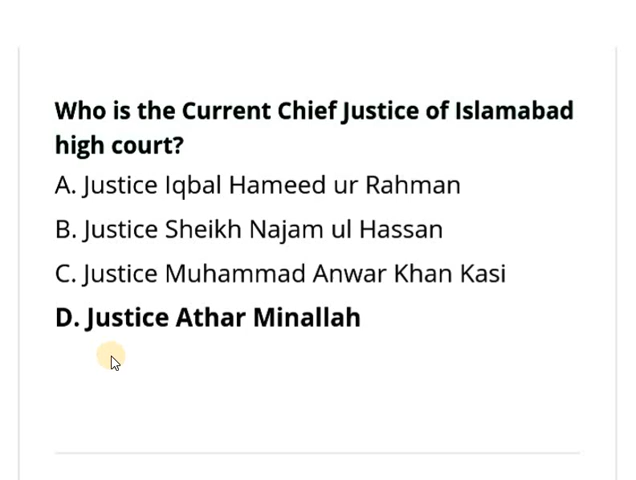 Who is the Current Chief Justice of Islamabad
high court?
A. Justice Iqbal Hameed ur Rahman
B. Justice Sheikh Najam ul Hassan
C. Justice Muhammad Anwar Khan Kasi
D. Justice Athar Minallah